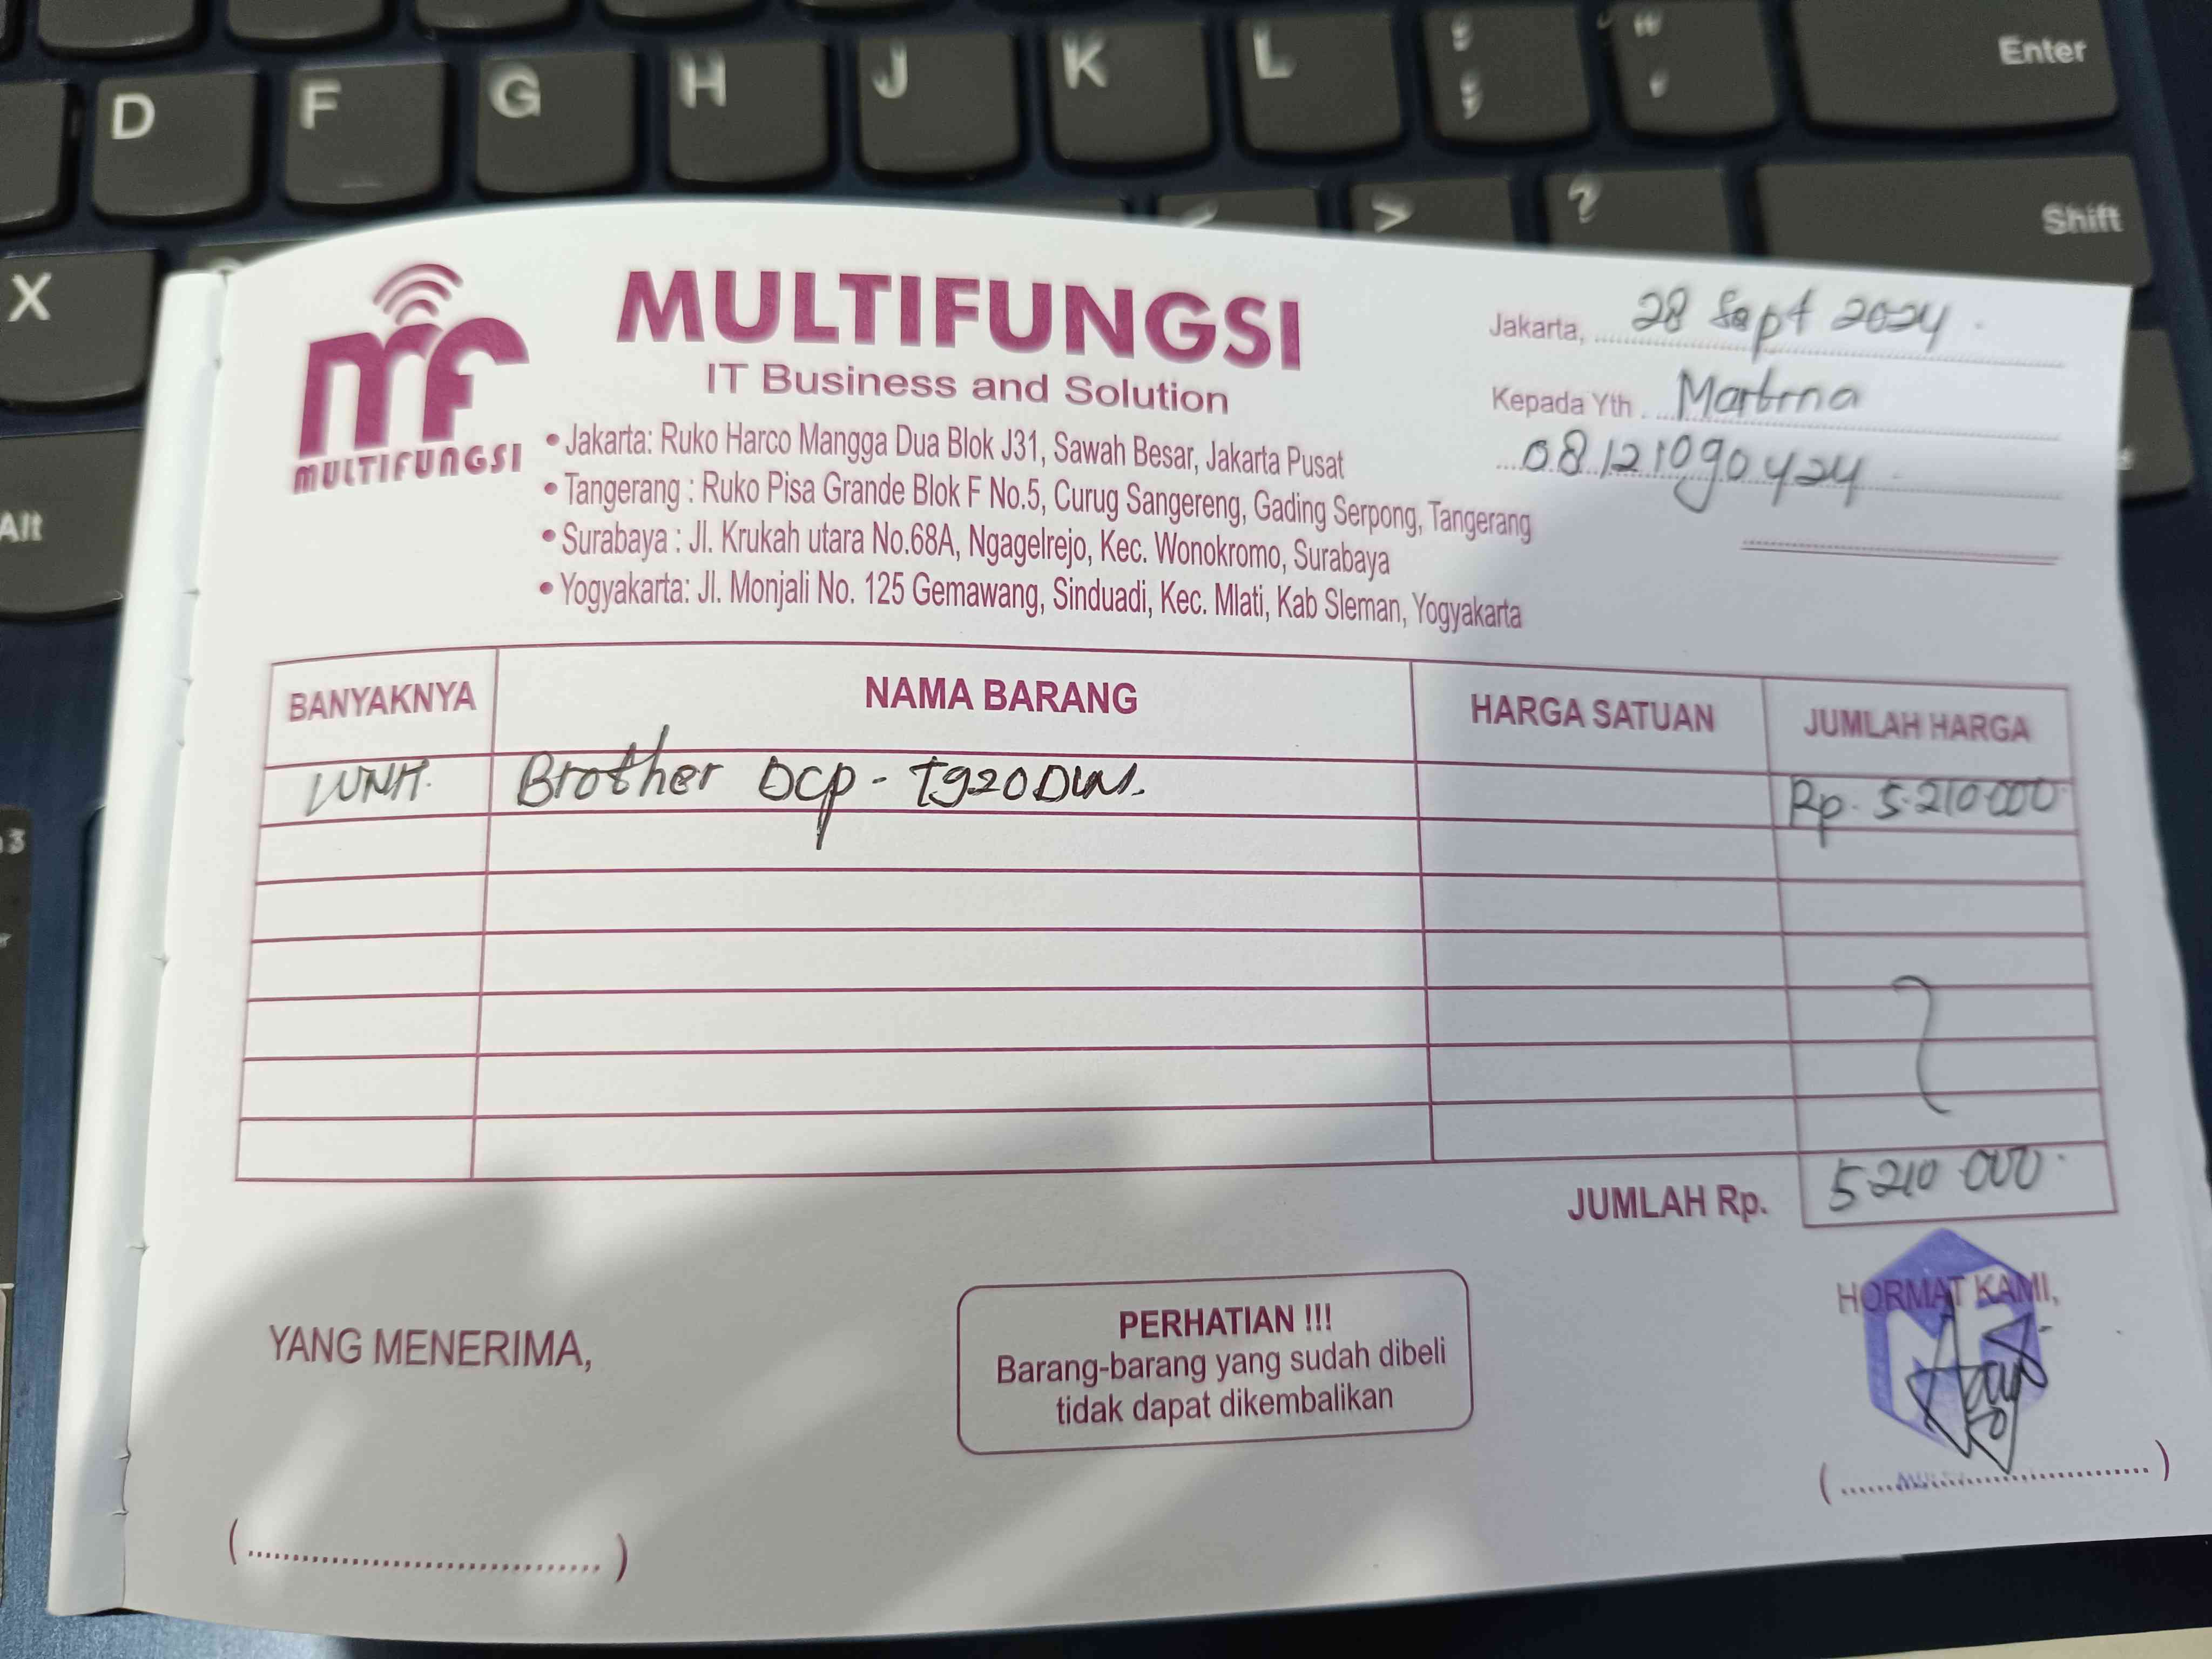 D F G H J K L : ; " ' Enter
X < > ? Shift
Alt
3
mf
MULTIFUNGSI
MULTIFUNGSI
IT Business and Solution
• Jakarta: Ruko Harco Mangga Dua Blok J31, Sawah Besar, Jakarta Pusat
• Tangerang : Ruko Pisa Grande Blok F No.5, Curug Sangereng, Gading Serpong, Tangerang
• Surabaya : Jl. Krukah utara No.68A, Ngagelrejo, Kec. Wonokromo, Surabaya
• Yogyakarta: Jl. Monjali No. 125 Gemawang, Sinduadi, Kec. Mlati, Kab Sleman, Yogyakarta
Jakarta, 28 Sept 2024
Kepada Yth.
08121090424
BANYAKNYA NAMA BARANG HARGA SATUAN JUMLAH HARGA
Brother DCP-T920DW. Rp. 5.210.000
JUMLAH Rp. 5.210.000
YANG MENERIMA,
PERHATIAN !!!
Barang-barang yang sudah dibeli
tidak dapat dikembalikan
HORMAT KAMI,